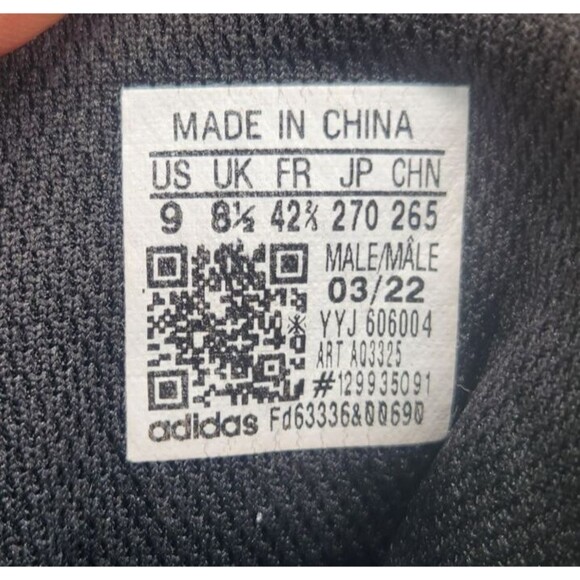 MADE IN CHINA
US UK FR JP CHN
9 8½ 42⅔ 270 265
MALE/MÂLE
03/22
YYJ 606004
ART AQ3325
#129935091
adidas Fd63336&00690